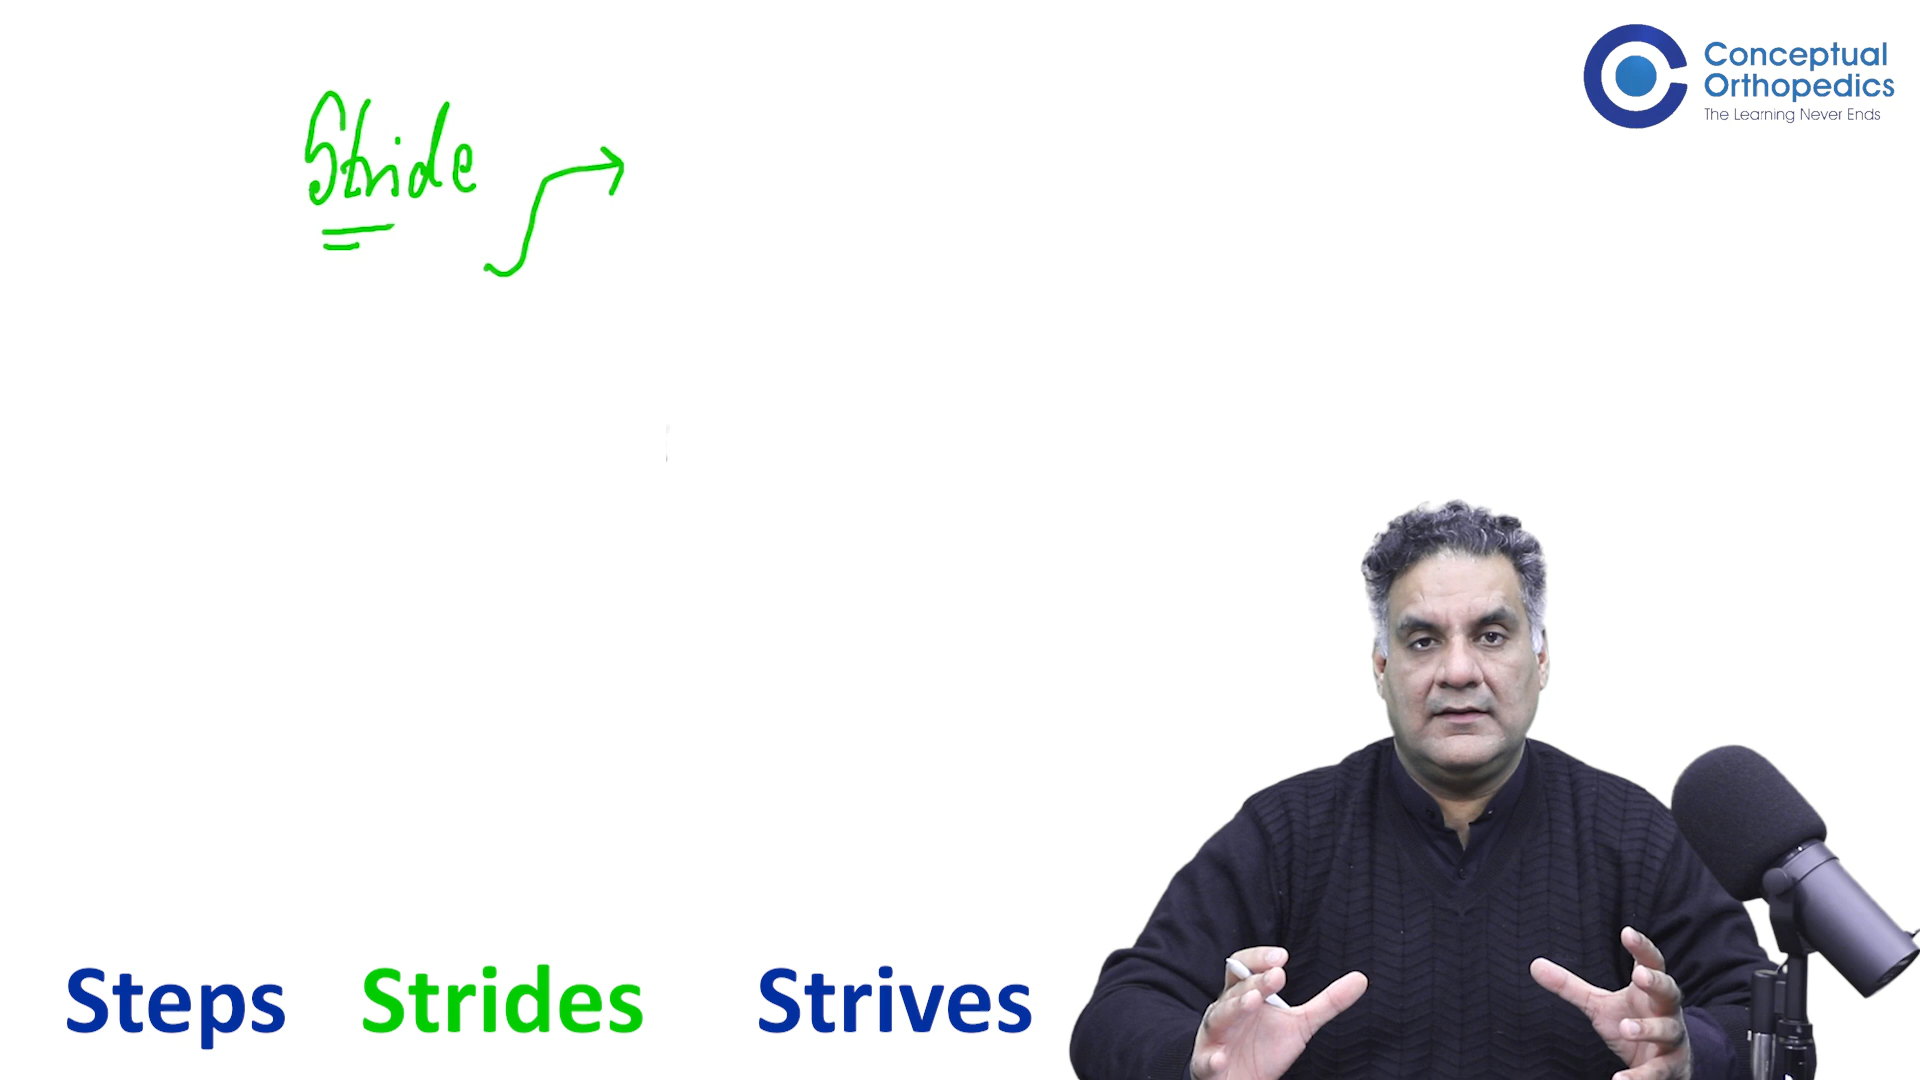 Conceptual
Orthopedics
The Learning Never Ends
Stride
Steps Strides Strives